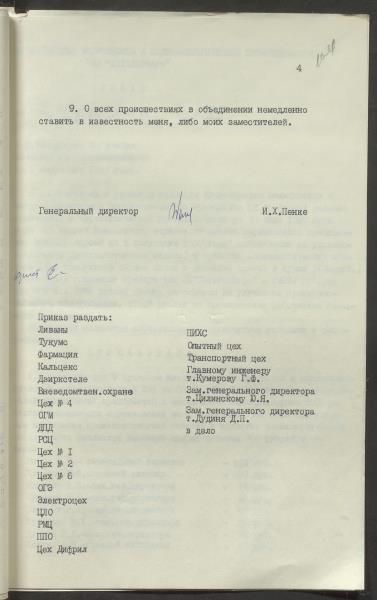 4
9. О всех происшествиях в объединении немедленно
ставить в известность меня, либо моих заместителей.
Генеральный директор И.Х.Пенке
Приказ раздать:
Ливаны
Тукумс
Фармация
Кальцекс
Дзиркстеле
Вневедомствен.охране
Цех № 4
ОГМ
ДПД
РСЦ
Цех № I
Цех № 2
Цех № 6
ОГЭ
Электроцех
ЦЛО
РМЦ
ППО
Цех Дифрил
ПИХС
Опытный цех
Транспортный цех
Главному инженеру
т.Кумерову Г.Ф.
Зам.генерального директора
т.Цилинскому Ю.Я.
Зам.генерального директора
т.Дудиня Д.П.
в дело